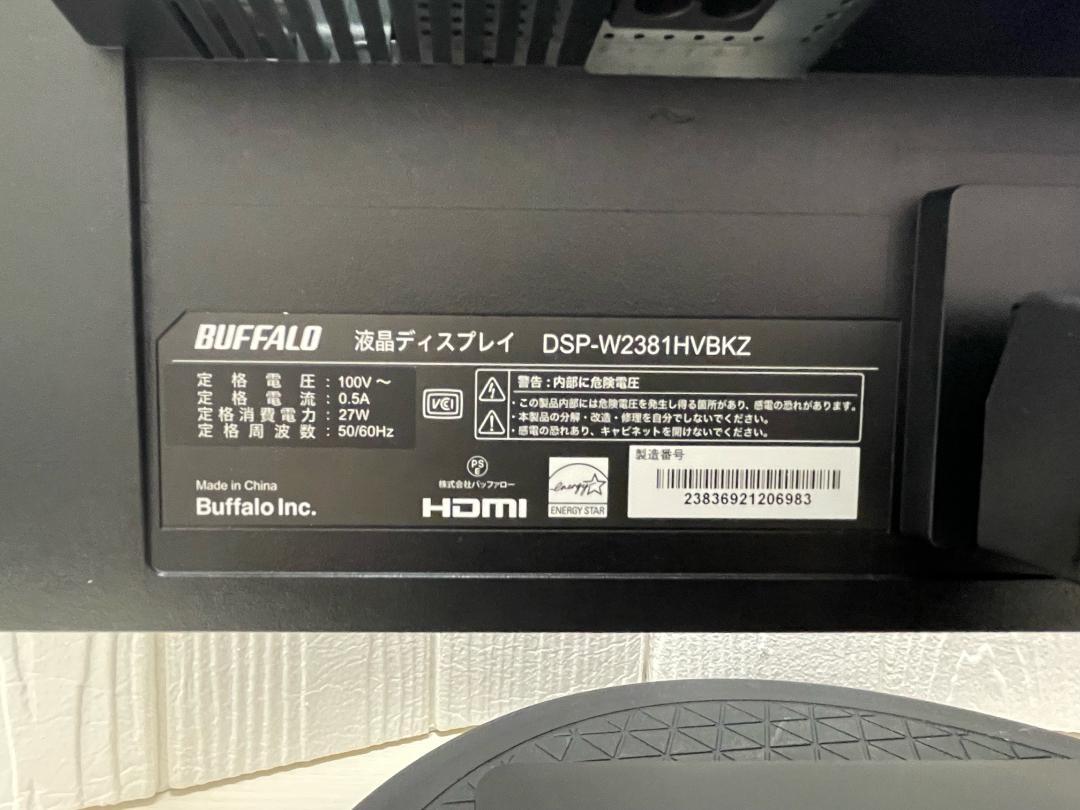 BUFFALO 液晶ディスプレイ DSP-W2381HVBKZ
定格電圧：100V～
定格電流：0.5A
定格消費電力：27W
定格周波数：50/60Hz
VCCI
警告：内部に危険電圧
・この製品内部には危険電圧を発生し得る箇所があり、感電の恐れがあります。
・本製品の分解・改造・修理を自分でしないでください。
・感電の恐れあり、キャビネットを開けないでください。
Made in China
Buffalo Inc.
PS
E
株式会社バッファロー
HDMI
energy
ENERGY STAR
製造番号
23836921206983